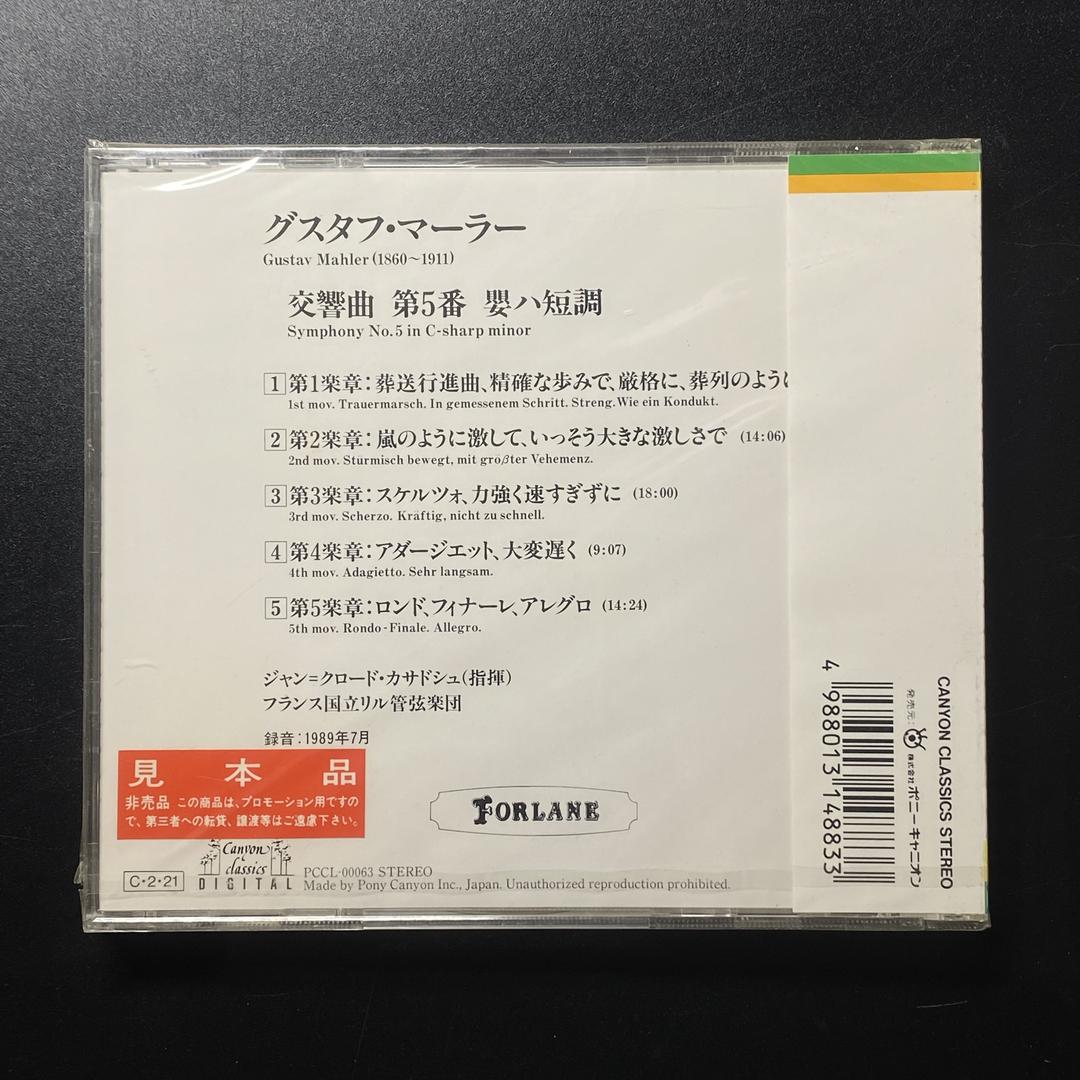 グスタフ・マーラー
Gustav Mahler (1860〜1911)
交響曲 第5番 嬰ハ短調
Symphony No.5 in C-sharp minor
1 第1楽章:葬送行進曲、精確な歩みで、厳格に、葬列のように
1st mov. Trauermarsch. In gemessenem Schritt. Streng. Wie ein Kondukt.
2 第2楽章:嵐のように激して、いっそう大きな激しさで (14:06)
2nd mov. Stürmisch bewegt, mit größter Vehemenz.
3 第3楽章:スケルツォ、力強く速すぎずに (18:00)
3rd mov. Scherzo. Kräftig, nicht zu schnell.
4 第4楽章:アダージエット、大変遅く (9:07)
4th mov. Adagietto. Sehr langsam.
5 第5楽章:ロンド、フィナーレ、アレグロ (14:24)
5th mov. Rondo-Finale. Allegro.
ジャン=クロード・カサドシュ(指揮)
フランス国立リル管弦楽団
録音:1989年7月
見本品
非売品 この商品は、プロモーション用ですの
で、第三者への転貸、譲渡等はご遠慮下さい。
FORLANE
Canyon
classics
DIGITAL
C・2・21
PCCL-00063 STEREO
Made by Pony Canyon Inc., Japan. Unauthorized reproduction prohibited.
4 988013 148833
発売元:株式会社ポニーキャニオン
CANYON CLASSICS STEREO